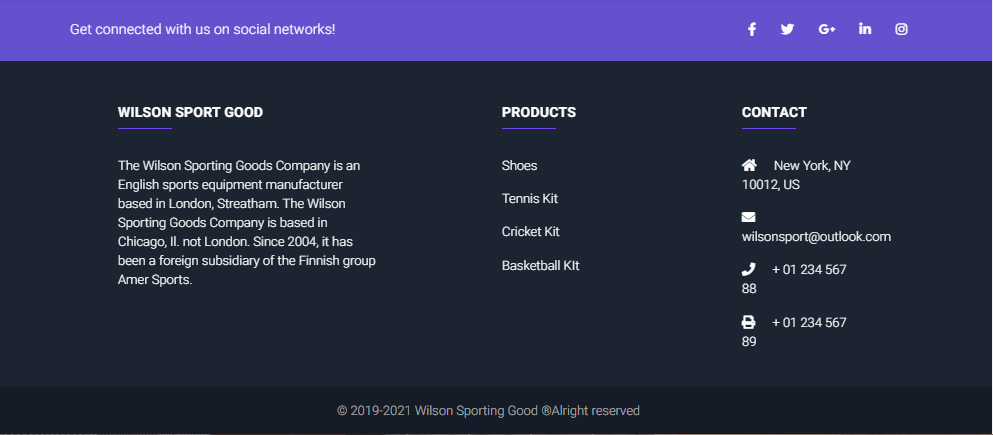 Get connected with us on social networks!
WILSON SPORT GOOD
The Wilson Sporting Goods Company is an
English sports equipment manufacturer
based in London, Streatham. The Wilson
Sporting Goods Company is based in
Chicago, Il. not London. Since 2004, it has
been a foreign subsidiary of the Finnish group
Amer Sports.
PRODUCTS
Shoes
Tennis Kit
Cricket Kit
Basketball KIt
CONTACT
New York, NY
10012, US
wilsonsport@outlook.com
+ 01 234 567
88
+ 01 234 567
89
© 2019-2021 Wilson Sporting Good ®Alright reserved